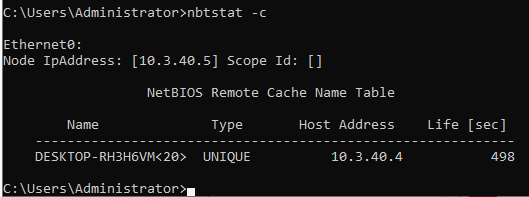 C:\Users\Administrator>nbtstat -c
Ethernet0:
Node IpAddress: [10.3.40.5] Scope Id: []
NetBIOS Remote Cache Name Table
Name Type Host Address Life [sec]
------------------------------------------------------------
DESKTOP-RH3H6VM<20> UNIQUE 10.3.40.4 498
C:\Users\Administrator>